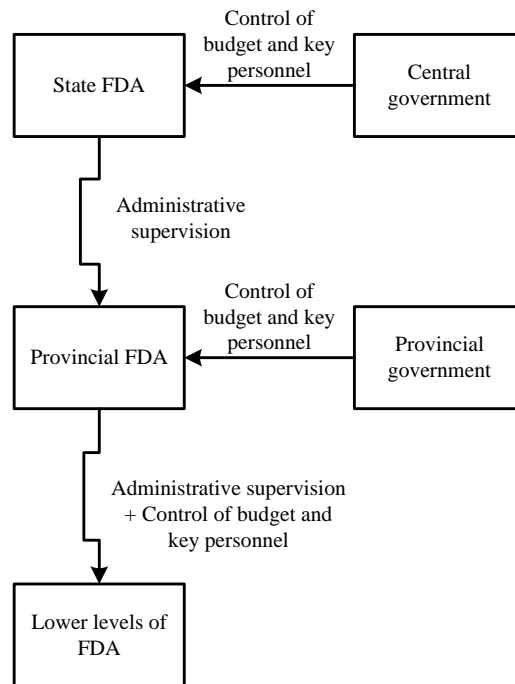 Control of
budget and key
personnel
State FDA
Central
government
Administrative
supervision
Control of
budget and key
personnel
Provincial FDA
Provincial
government
Administrative supervision
+ Control of budget and
key personnel
Lower levels of
FDA